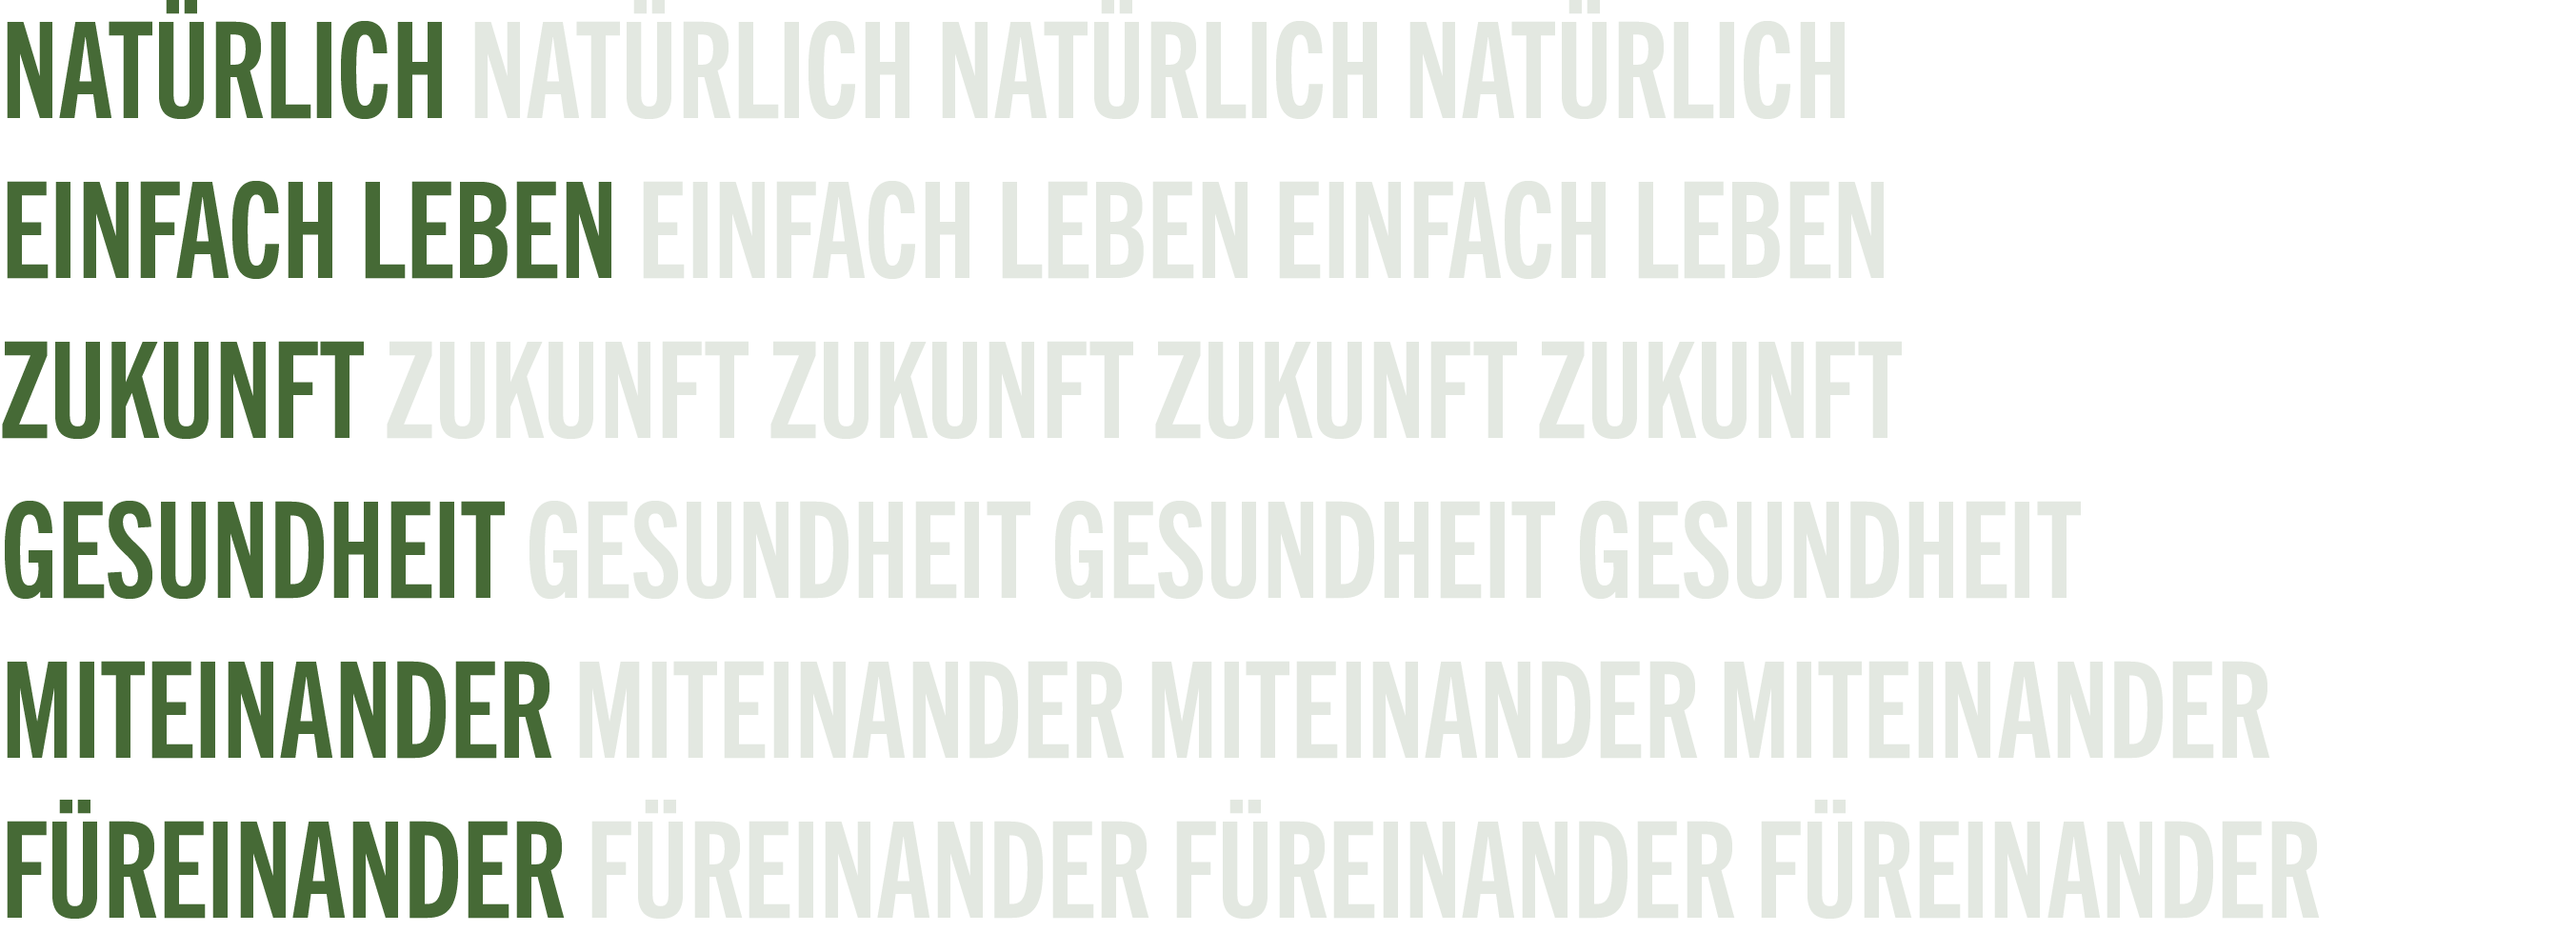 NATÜRLICH NATÜRLICH NATÜRLICH NATÜRLICH
EINFACH LEBEN EINFACH LEBEN EINFACH LEBEN
ZUKUNFT ZUKUNFT ZUKUNFT ZUKUNFT ZUKUNFT
GESUNDHEIT GESUNDHEIT GESUNDHEIT GESUNDHEIT
MITEINANDER MITEINANDER MITEINANDER MITEINANDER
FÜREINANDER FÜREINANDER FÜREINANDER FÜREINANDER